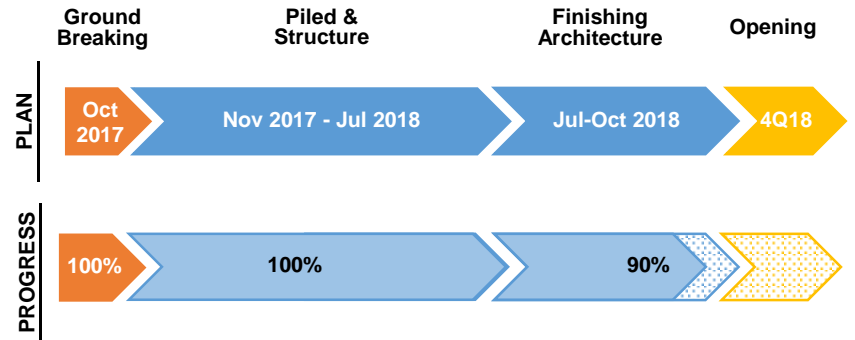 Ground
Breaking
Piled &
Structure
Finishing
Architecture
Opening
PLAN
Oct
2017
Nov 2017 - Jul 2018
Jul-Oct 2018
4Q18
PROGRESS
100%
100%
90%